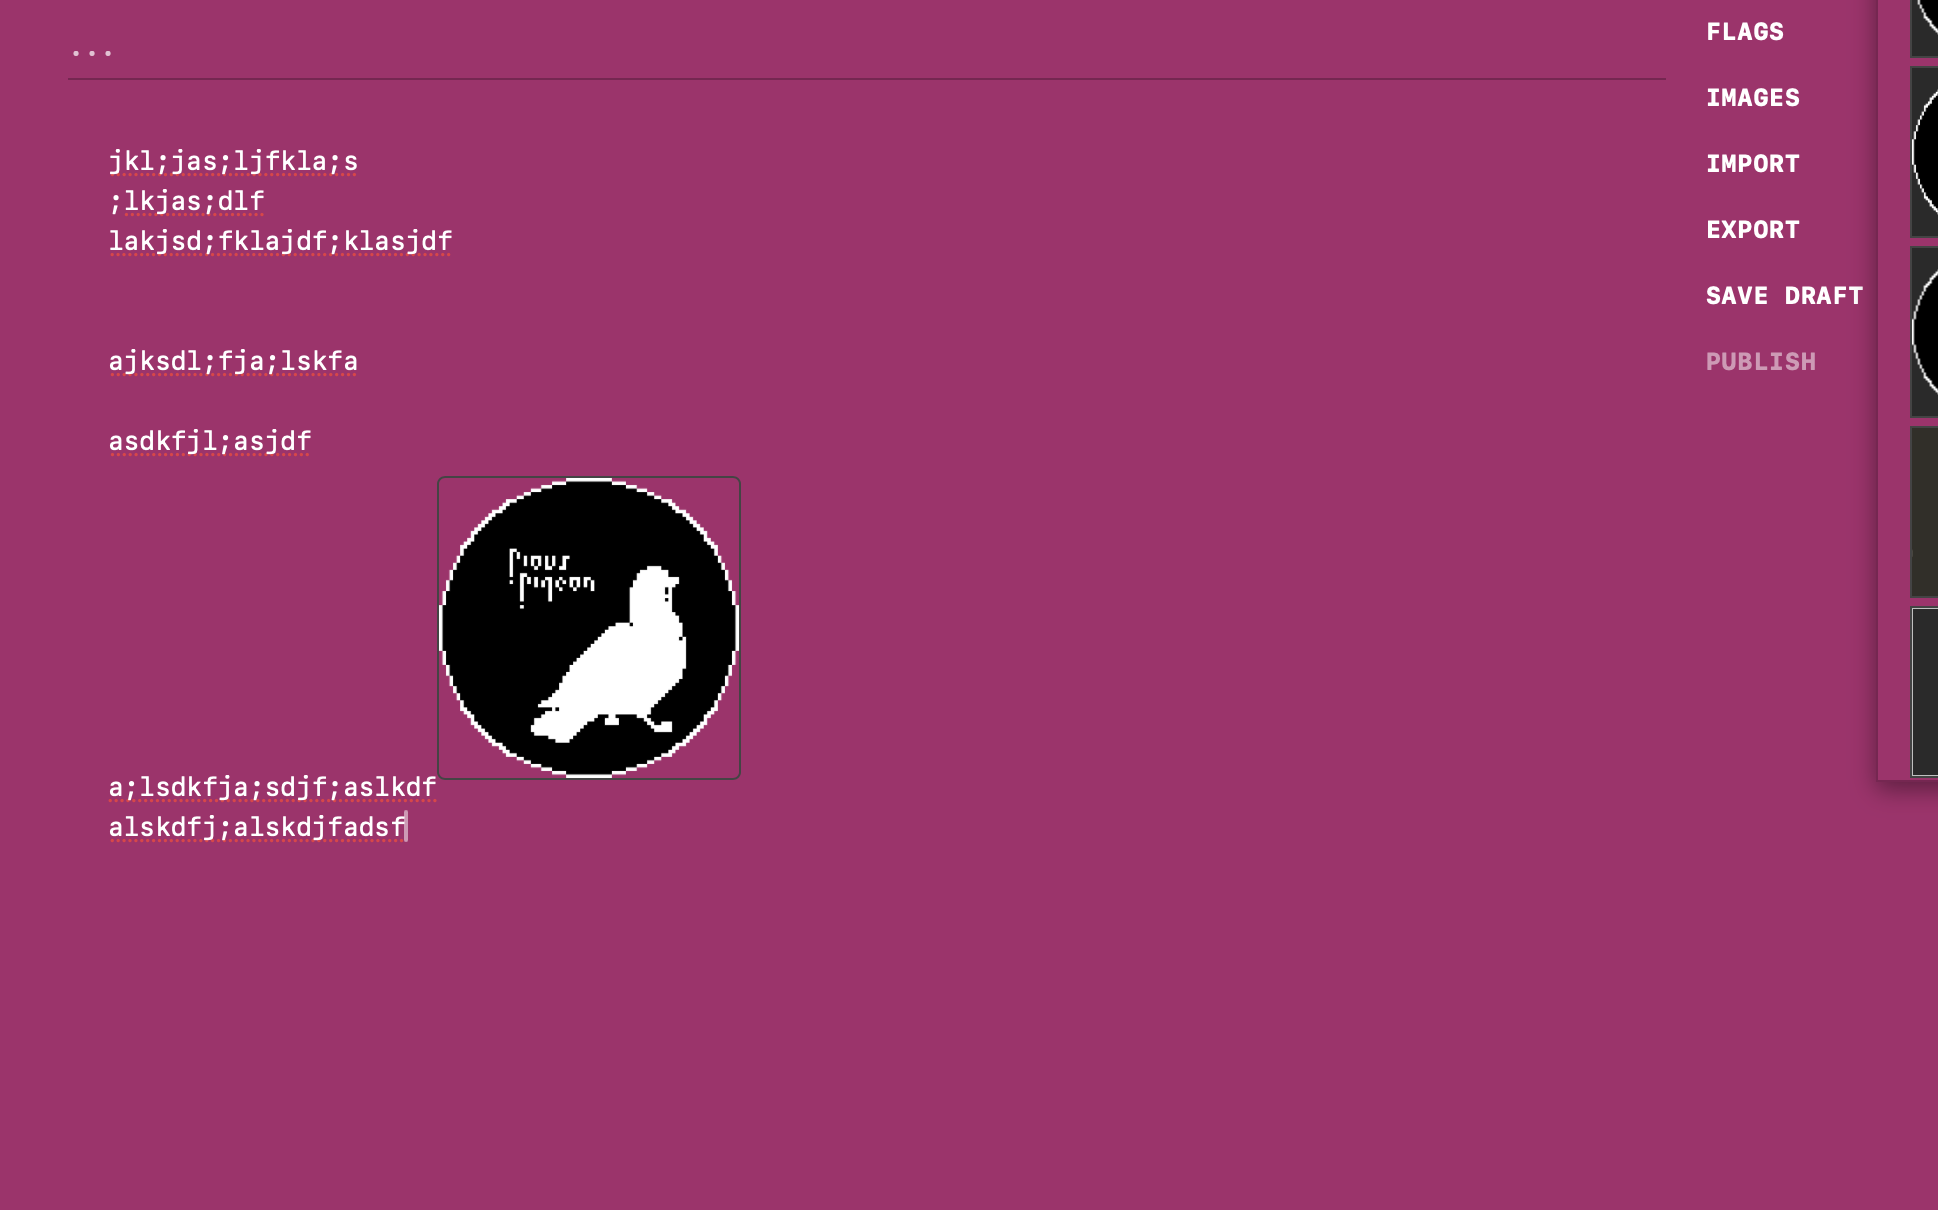 ...
jkl;jas;ljfkla;s
;lkjas;dlf
lakjsd;fklajdf;klasjdf
ajksdl;fja;lskfa
asdkfjl;asjdf
Pious
Pigeon
a;lsdkfja;sdjf;aslkdf
alskdfj;alskdjfadsf
FLAGS
IMAGES
IMPORT
EXPORT
SAVE DRAFT
PUBLISH